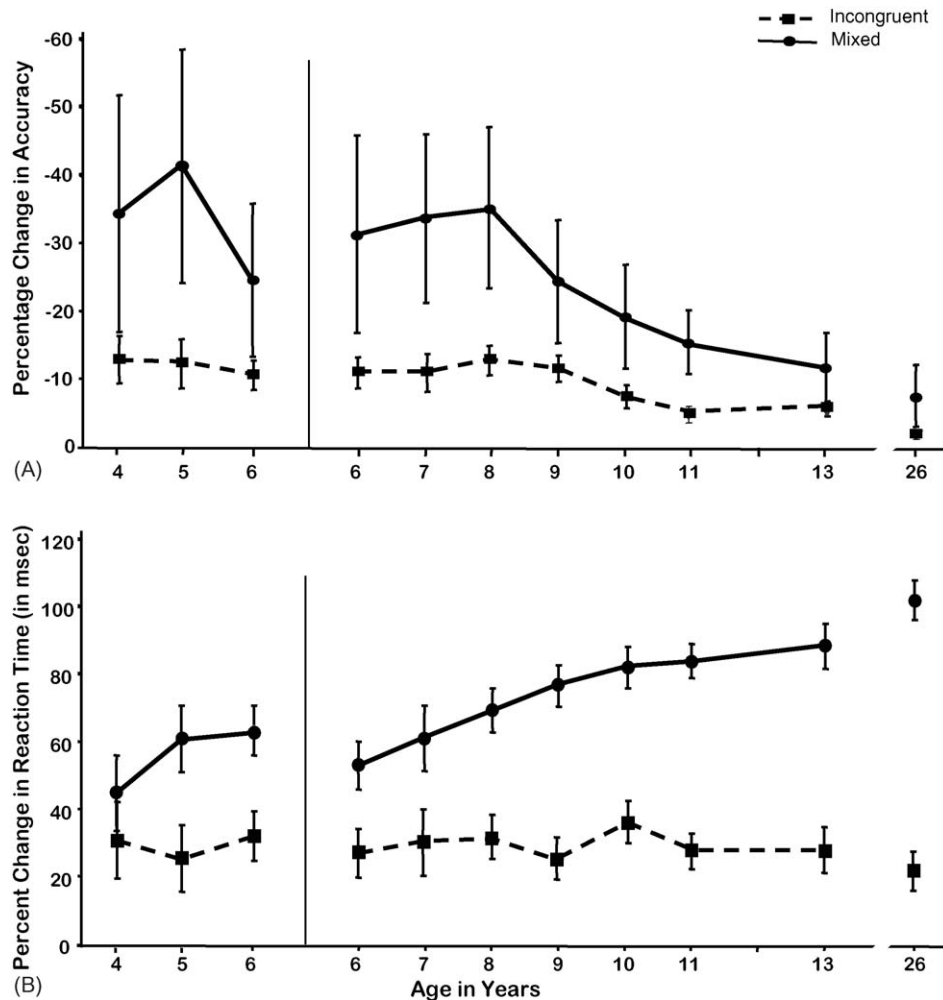 Incongruent
Mixed
Percentage Change in Accuracy
-60
-50
-40
-30
-20
-10
0
(A)
4 5 6 6 7 8 9 10 11 13 26
Percent Change in Reaction Time (in msec)
120
100
80
60
40
20
0
4 5 6 6 7 8 9 10 11 13 26
(B)
Age in Years